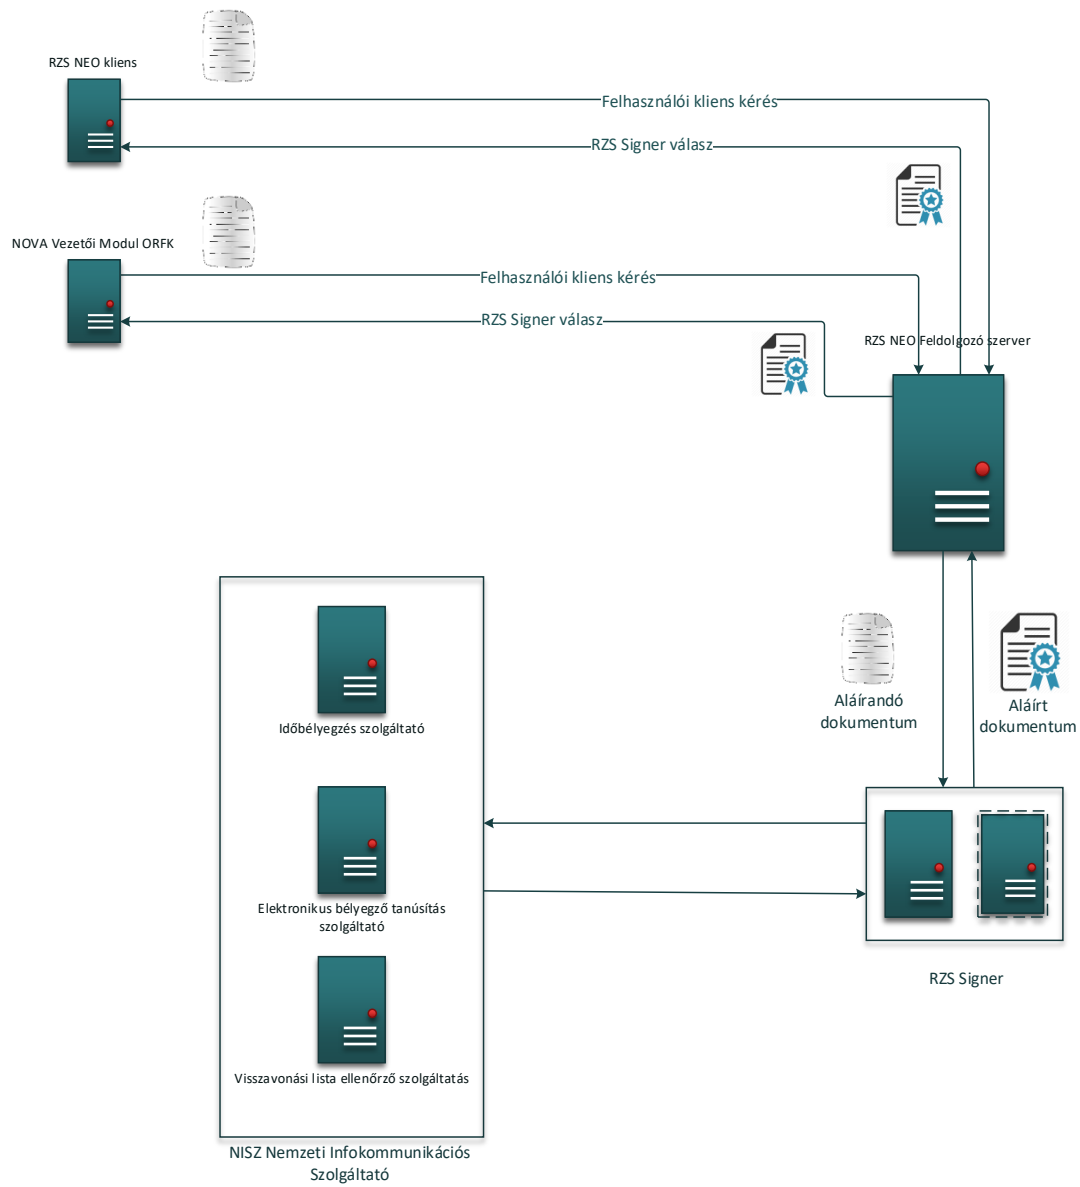 RZS NEO kliens
Felhasználói kliens kérés
RZS Signer válasz
NOVA Vezetői Modul ORFK
Felhasználói kliens kérés
RZS Signer válasz
RZS NEO Feldolgozó szerver
Aláírandó
dokumentum
Aláírt
dokumentum
Időbélyegzés szolgáltató
Elektronikus bélyegző tanúsítás
szolgáltató
RZS Signer
Visszavonási lista ellenőrző szolgáltatás
NISZ Nemzeti Infokommunikációs
Szolgáltató